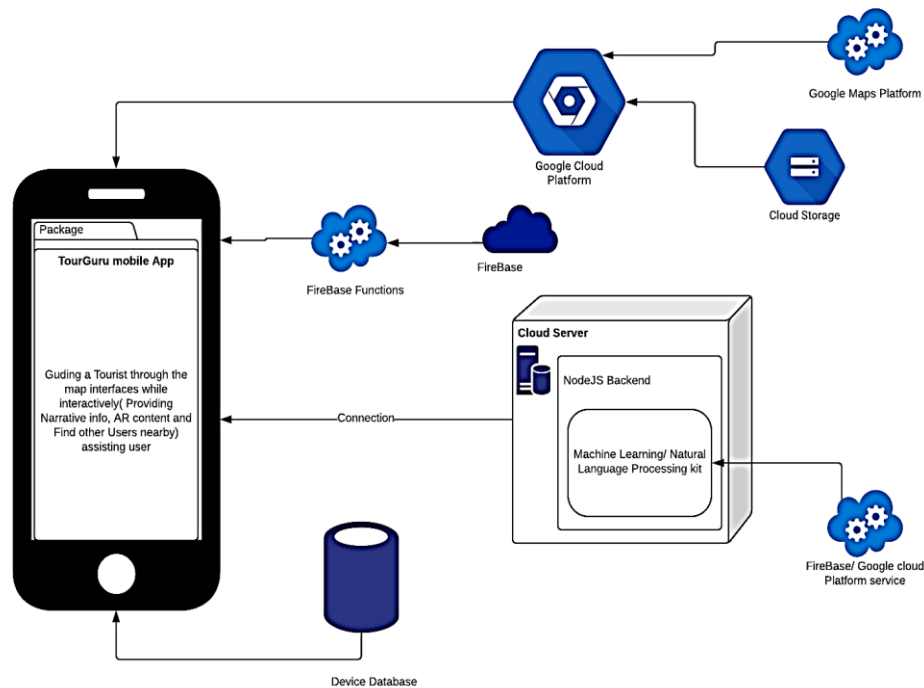 Google Maps Platform
Google Cloud
Platform
Cloud Storage
Package
TourGuru mobile App
FireBase Functions
FireBase
Guding a Tourist through the
map interfaces while
interactively( Providing
Narrative info, AR content and
Find other Users nearby)
assisting user
Connection
Cloud Server
NodeJS Backend
Machine Learning/ Natural
Language Processing kit
FireBase/ Google cloud
Platform service
Device Database